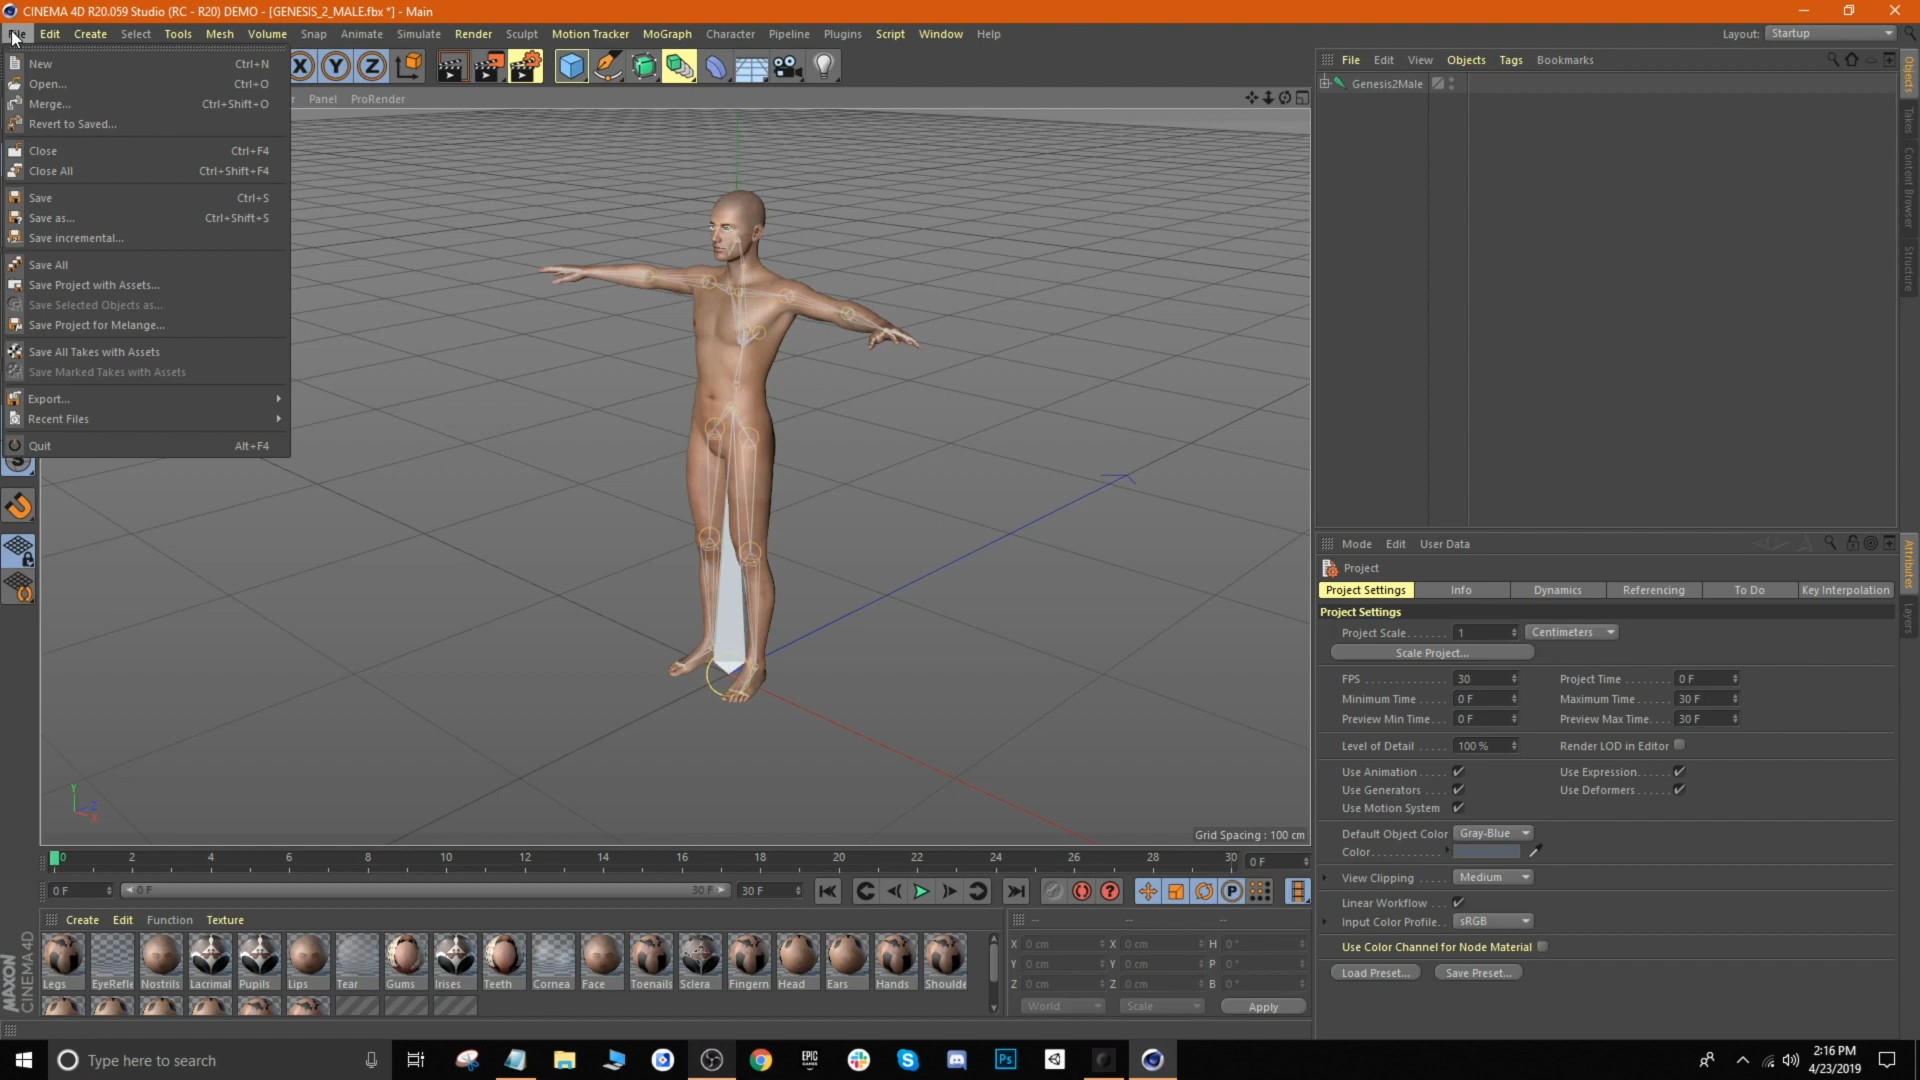 CINEMA 4D R20.059 Studio (RC - R20) DEMO - [GENESIS_2_MALE.fbx *] - Main
Edit Create Select Tools Mesh Volume Snap Animate Simulate Render Sculpt Motion Tracker MoGraph Character Pipeline Plugins Script Window Help
Layout: Startup
New Ctrl+N
Open... Ctrl+O
Merge... Ctrl+Shift+O
Revert to Saved...
Close Ctrl+F4
Close All Ctrl+Shift+F4
Save Ctrl+S
Save as... Ctrl+Shift+S
Save incremental...
Save All
Save Project with Assets...
Save Selected Objects as...
Save Project for Melange...
Save All Takes with Assets
Save Marked Takes with Assets
Export...
Recent Files
Quit Alt+F4
X Y Z
Panel ProRender
Y
Z
X
Grid Spacing : 100 cm
File Edit View Objects Tags Bookmarks
Genesis2Male
Objects
Takes
Content Browser
Structure
Mode Edit User Data
Project
Project Settings Info Dynamics Referencing To Do Key Interpolation
Project Settings
Project Scale....... 1 Centimeters
Scale Project...
FPS .............. 30 Project Time ........ 0 F
Minimum Time... 0 F Maximum Time.... 30 F
Preview Min Time... 0 F Preview Max Time.... 30 F
Level of Detail ..... 100 % Render LOD in Editor
Use Animation..... Use Expression......
Use Generators .... Use Deformers.......
Use Motion System
Default Object Color Gray-Blue
Color............
View Clipping ..... Medium
Linear Workflow ...
Input Color Profile.. sRGB
Use Color Channel for Node Material
Load Preset... Save Preset...
Attributes
Layers
0 2 4 6 8 10 12 14 16 18 20 22 24 26 28 30 0 F
0 F 0 F 30 F 30 F
P
Create Edit Function Texture
Legs EyeRefle Nostrils Lacrimal Pupils Lips Tear Gums Irises Teeth Cornea Face Toenails Sclera Fingern Head Ears Hands Shoulde
-- -- --
X 0 cm X 0 cm H 0 °
Y 0 cm Y 0 cm P 0 °
Z 0 cm Z 0 cm B 0 °
World Scale Apply
MAXON
CINEMA 4D
Type here to search
EPIC
GAMES
Ps
2:16 PM
4/23/2019